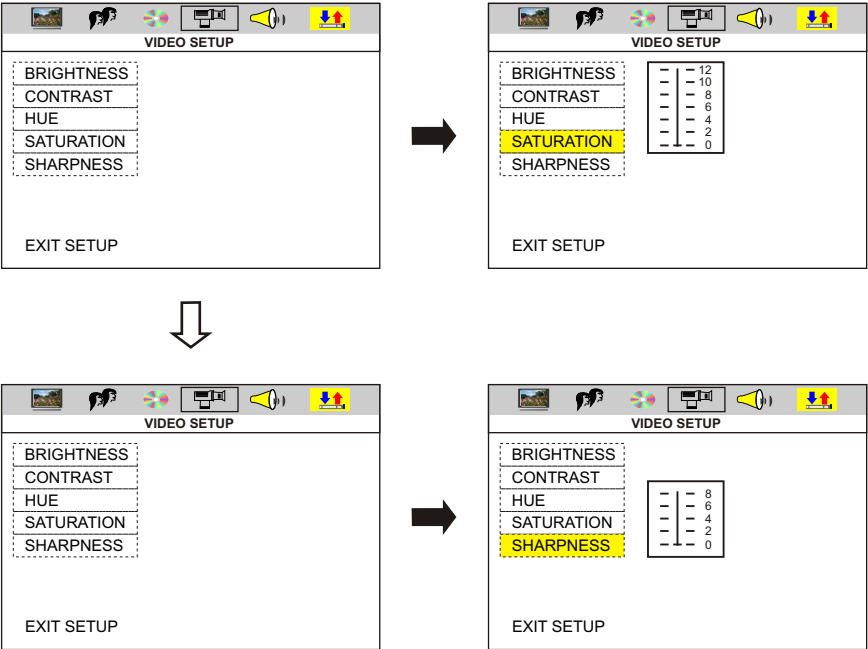 VIDEO SETUP
BRIGHTNESS
CONTRAST
HUE
SATURATION
SHARPNESS
EXIT SETUP
VIDEO SETUP
BRIGHTNESS
CONTRAST
HUE
SATURATION
SHARPNESS
12
10
8
6
4
2
0
EXIT SETUP
VIDEO SETUP
BRIGHTNESS
CONTRAST
HUE
SATURATION
SHARPNESS
EXIT SETUP
VIDEO SETUP
BRIGHTNESS
CONTRAST
HUE
SATURATION
SHARPNESS
8
6
4
2
0
EXIT SETUP